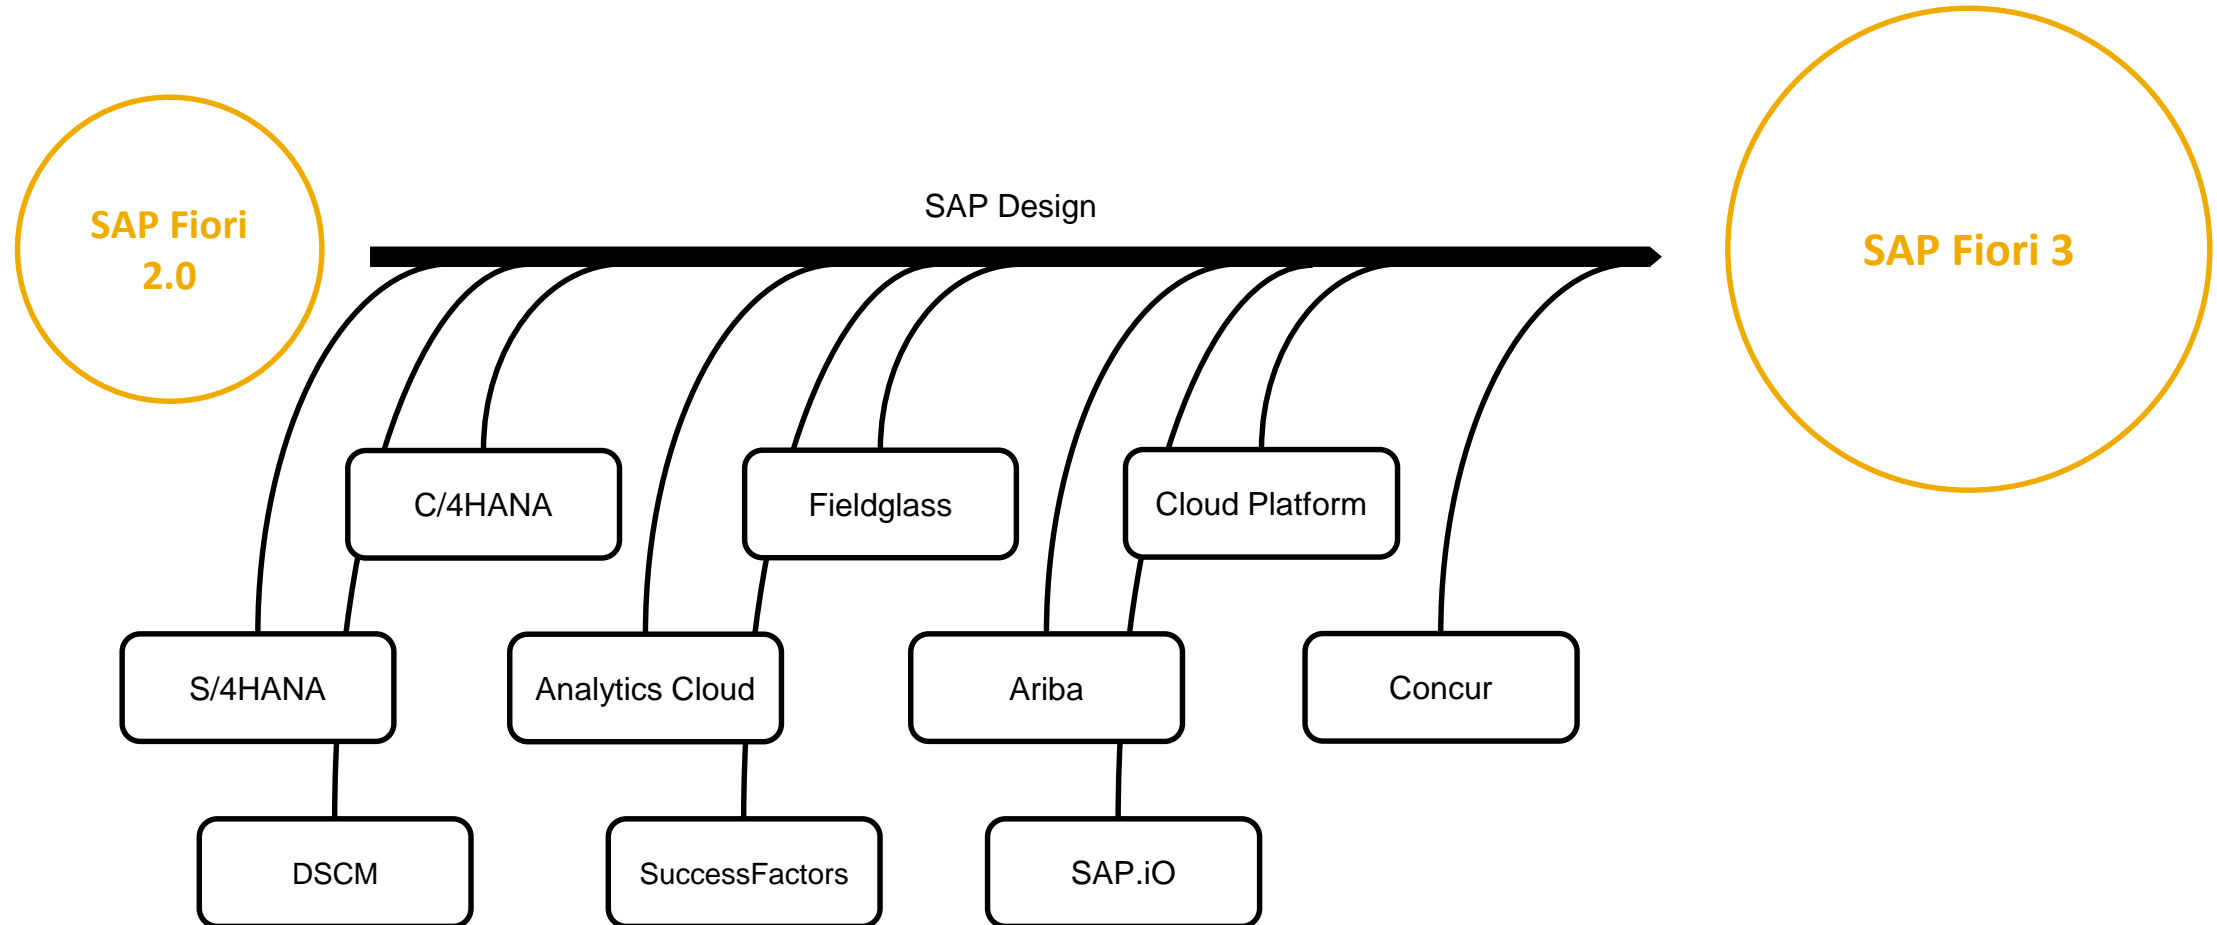 SAP Design
SAP Fiori
2.0
SAP Fiori 3
C/4HANA
Fieldglass
Cloud Platform
S/4HANA
Analytics Cloud
Ariba
Concur
DSCM
SuccessFactors
SAP.iO